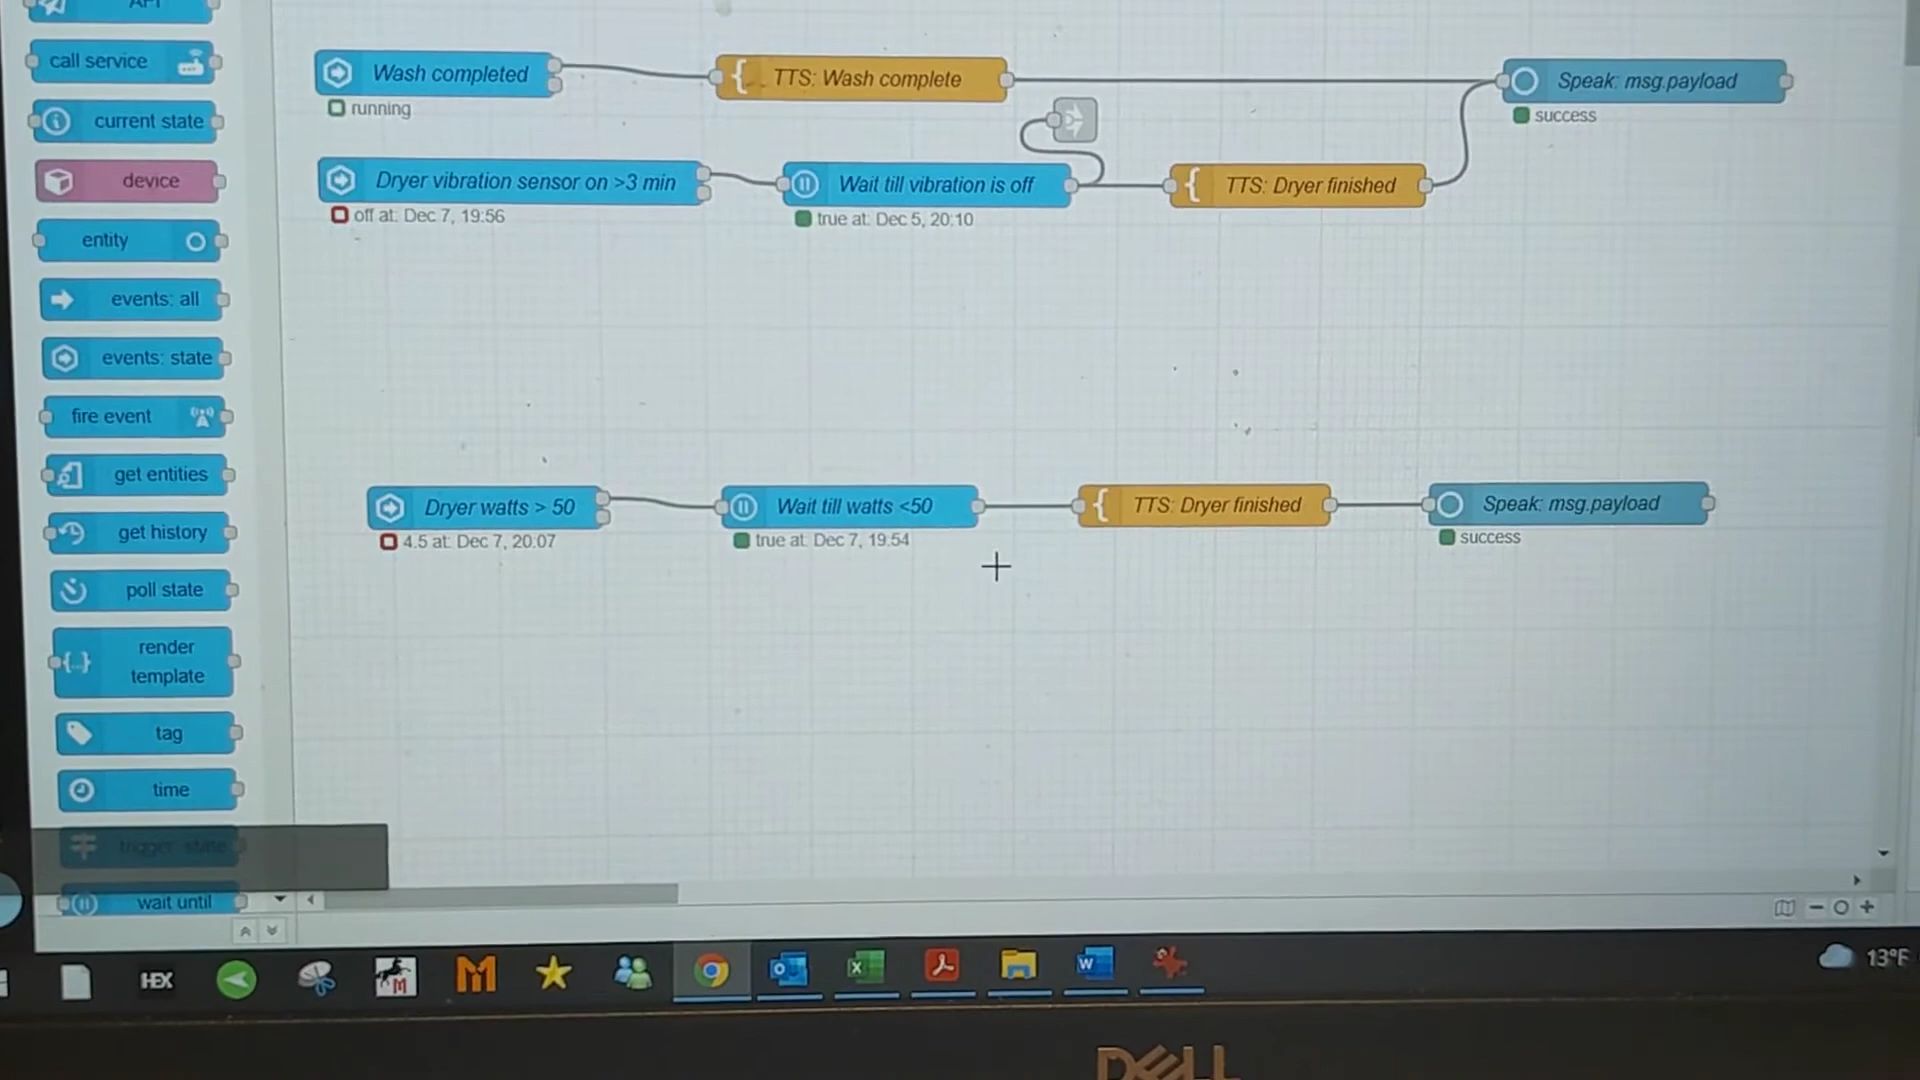 API
call service
current state
device
entity
events: all
events: state
fire event
get entities
get history
poll state
render
template
tag
time
trigger: state
wait until
Wash completed
running
TTS: Wash complete
Speak: msg.payload
success
Dryer vibration sensor on >3 min
off at: Dec 7, 19:56
Wait till vibration is off
true at: Dec 5, 20:10
TTS: Dryer finished
Dryer watts > 50
4.5 at: Dec 7, 20:07
Wait till watts <50
true at: Dec 7, 19:54
TTS: Dryer finished
Speak: msg.payload
success
HEX
13°F
DELL